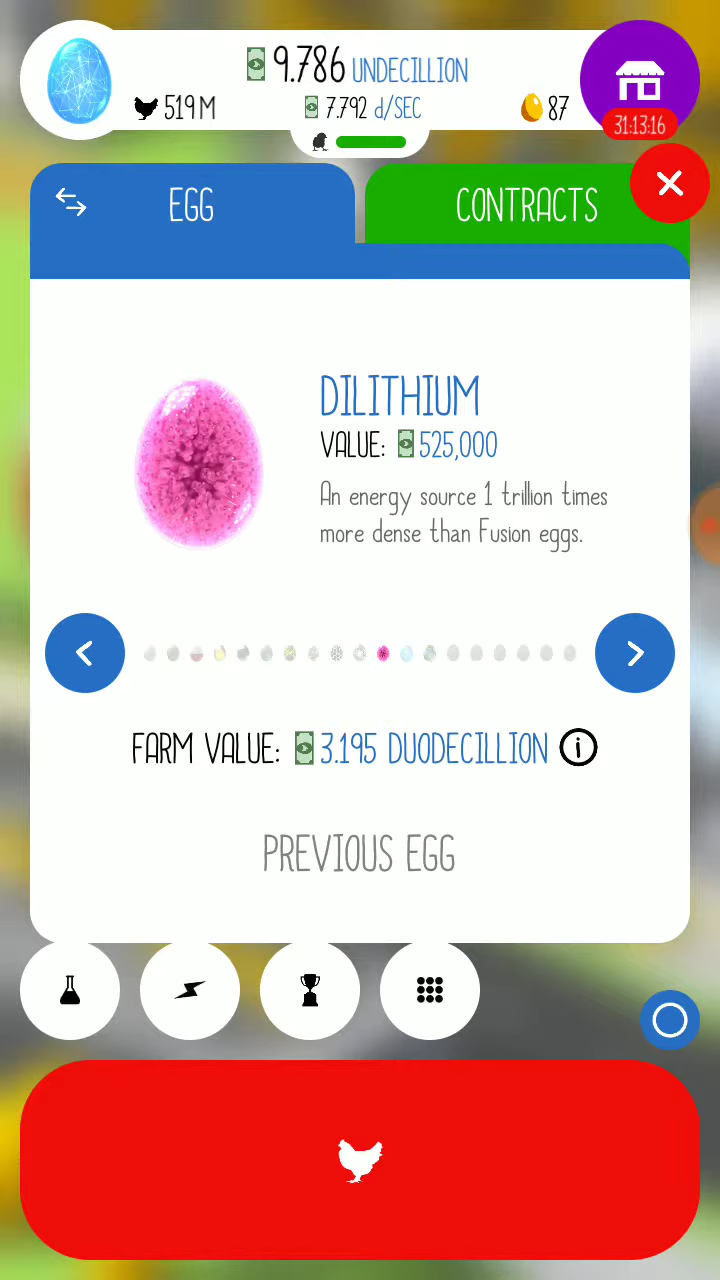 9.786 UNDECILLION
519M
7.792 d/SEC
87
31:13:16
EGG
CONTRACTS
DILITHIUM
VALUE: 525,000
An energy source 1 trillion times
more dense than Fusion eggs.
FARM VALUE: 3.195 DUODECILLION
PREVIOUS EGG